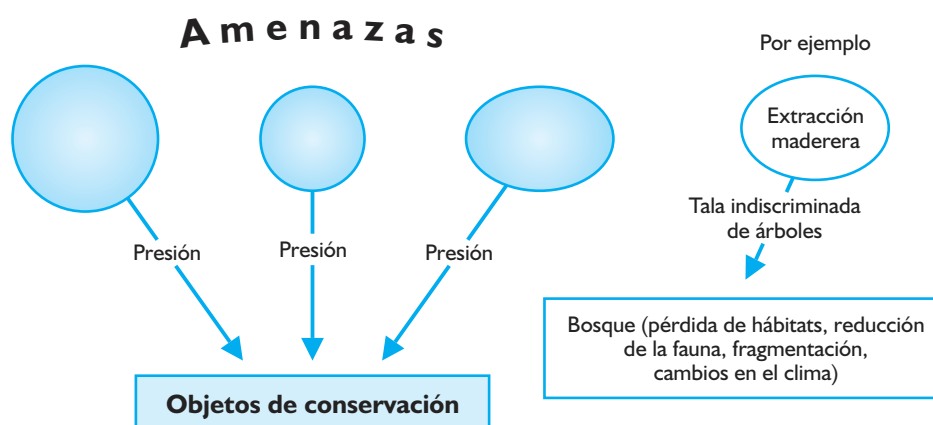 Amenazas
Por ejemplo
Extracción
maderera
Tala indiscriminada
de árboles
Presión
Presión
Presión
Bosque (pérdida de hábitats, reducción
de la fauna, fragmentación,
cambios en el clima)
Objetos de conservación